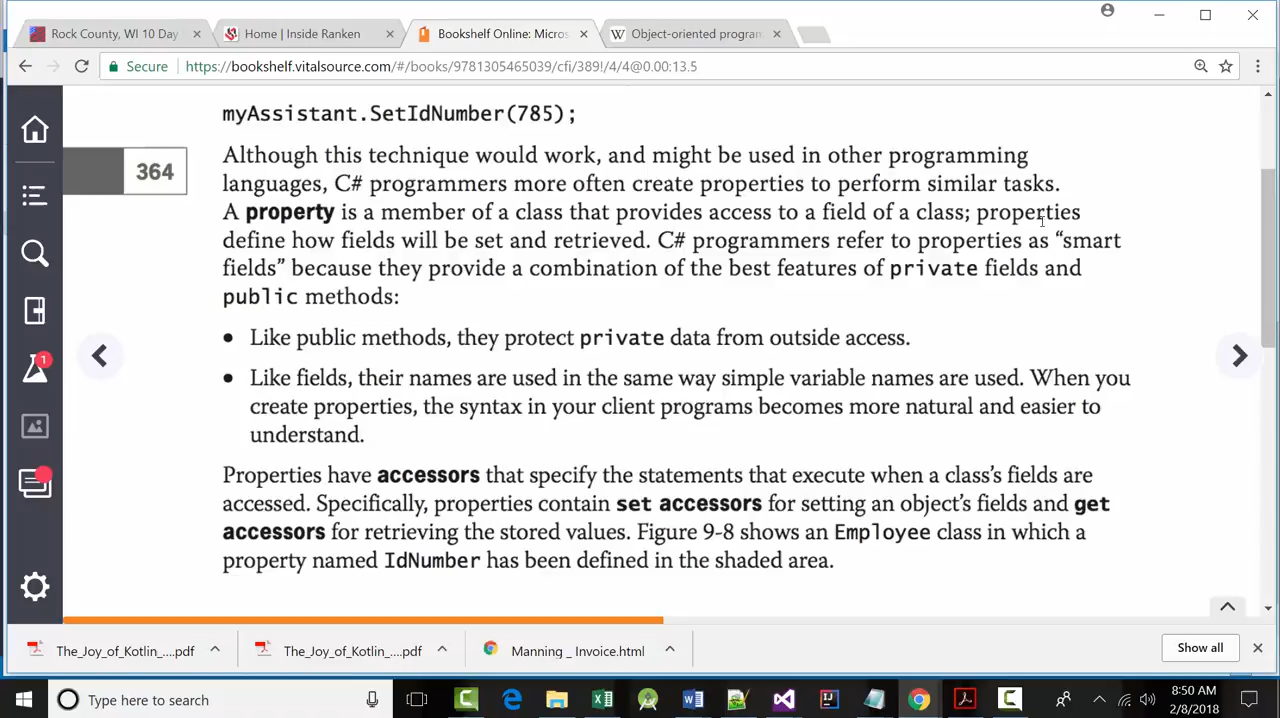 Rock County, WI 10 Day
Home | Inside Ranken
Bookshelf Online: Micros
Object-oriented program
Secure
https://bookshelf.vitalsource.com/#/books/9781305465039/cfi/389!/4/4@0.00:13.5
myAssistant.SetIdNumber(785);
364
Although this technique would work, and might be used in other programming
languages, C# programmers more often create properties to perform similar tasks.
A property is a member of a class that provides access to a field of a class; properties
define how fields will be set and retrieved. C# programmers refer to properties as “smart
fields” because they provide a combination of the best features of private fields and
public methods:
• Like public methods, they protect private data from outside access.
• Like fields, their names are used in the same way simple variable names are used. When you
create properties, the syntax in your client programs becomes more natural and easier to
understand.
Properties have accessors that specify the statements that execute when a class’s fields are
accessed. Specifically, properties contain set accessors for setting an object’s fields and get
accessors for retrieving the stored values. Figure 9-8 shows an Employee class in which a
property named IdNumber has been defined in the shaded area.
1
The_Joy_of_Kotlin_....pdf
The_Joy_of_Kotlin_....pdf
Manning _ Invoice.html
Show all
Type here to search
8:50 AM
2/8/2018